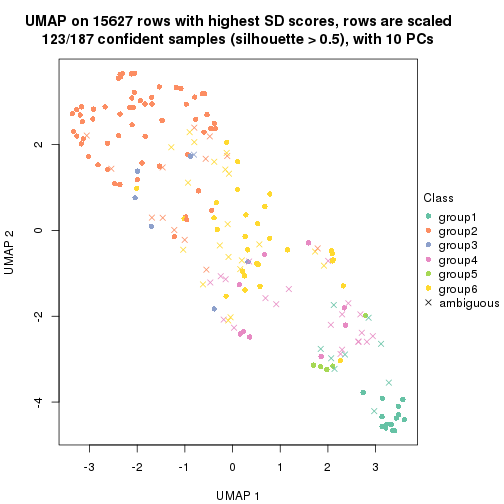 UMAP on 15627 rows with highest SD scores, rows are scaled
123/187 confident samples (silhouette > 0.5), with 10 PCs
2
0
-2
-4
UMAP 2
-3
-2
-1
0
1
2
3
UMAP 1
Class
group1
group2
group3
group4
group5
group6
ambiguous